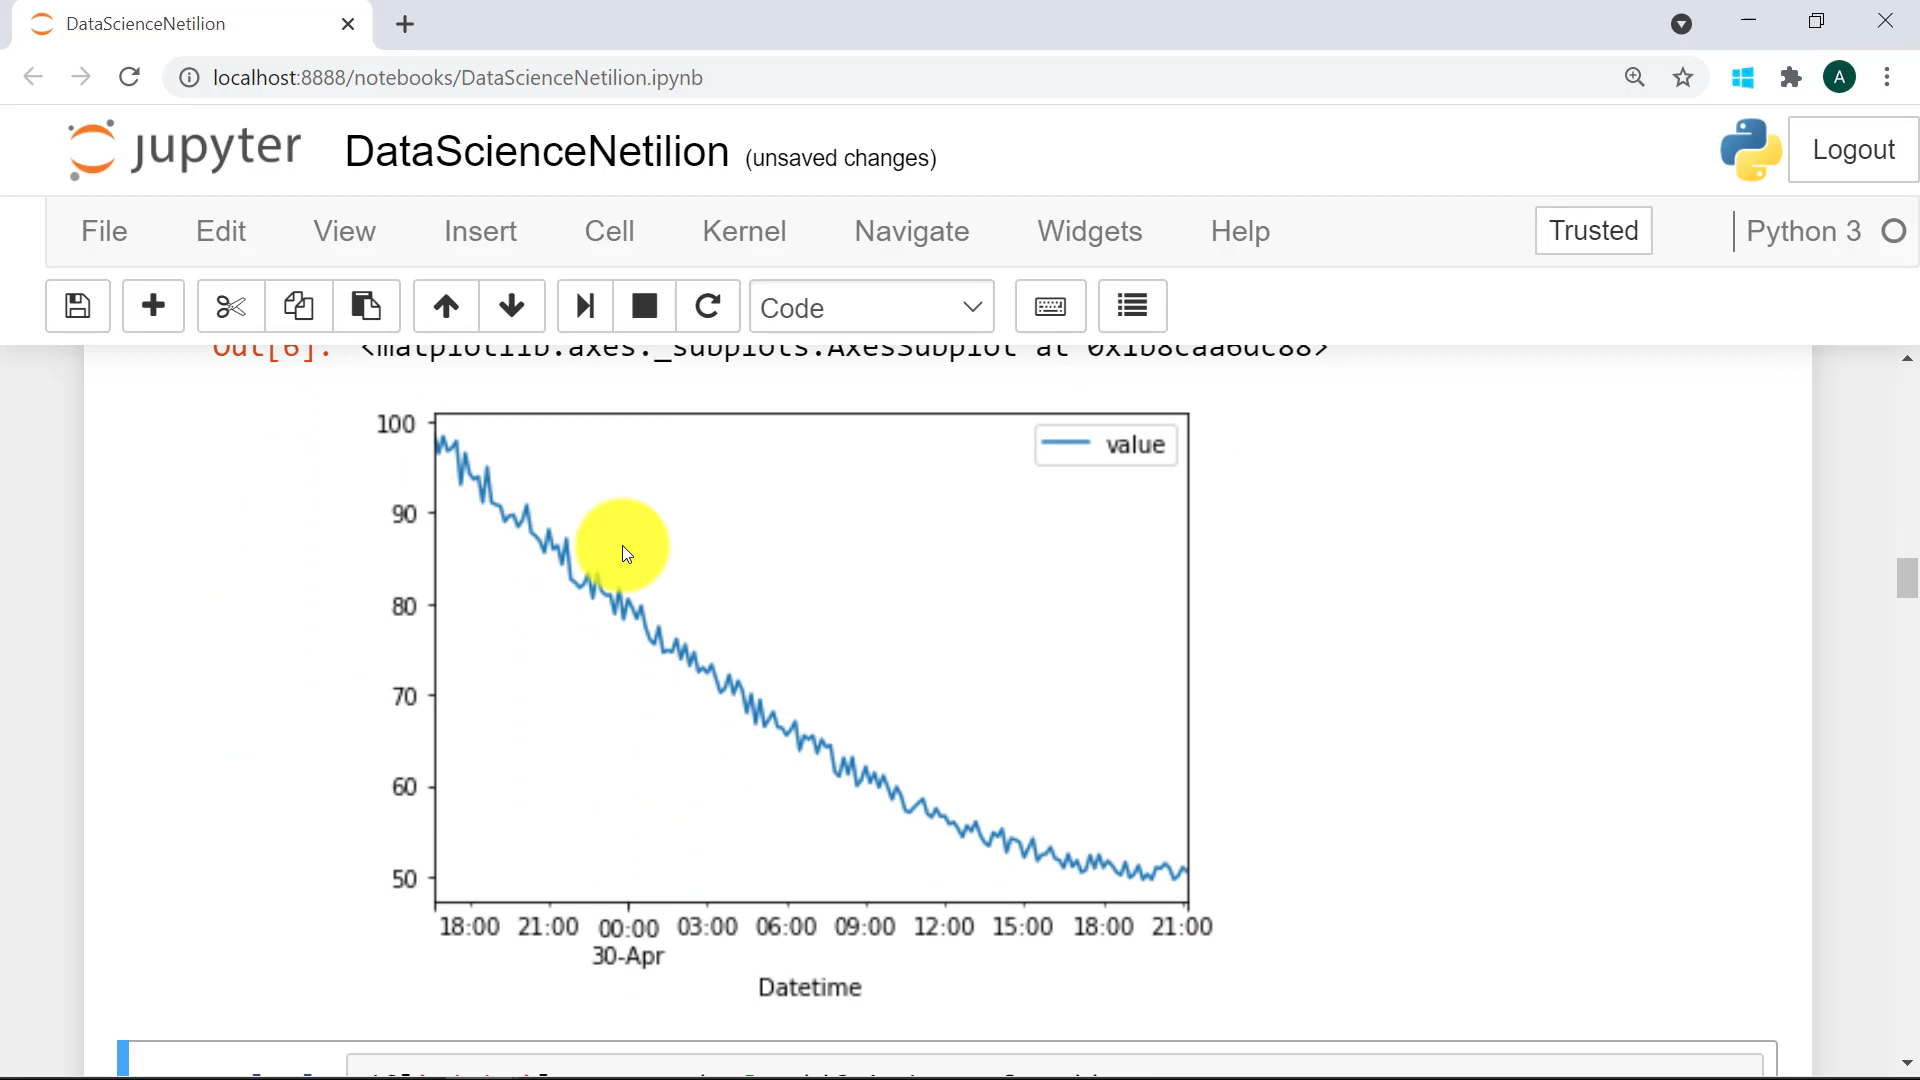 DataScienceNetilion
localhost:8888/notebooks/DataScienceNetilion.ipynb
A
jupyter DataScienceNetilion (unsaved changes)
Logout
File Edit View Insert Cell Kernel Navigate Widgets Help Trusted Python 3
Code
Out[6]: <matplotlib.axes._subplots.AxesSubplot at
value
100
90
80
70
60
50
18:00 21:00 00:00 03:00 06:00 09:00 12:00 15:00 18:00 21:00
30-Apr
Datetime